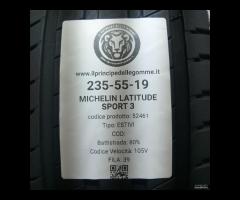 www.ilprincipedellegomme.it
235-55-19
MICHELIN LATITUDE
SPORT 3
codice prodotto: 52461
Tipo: ESTIVI
COD:
Battistrada: 80%
Codice Velocità: 105V
FILA: 39